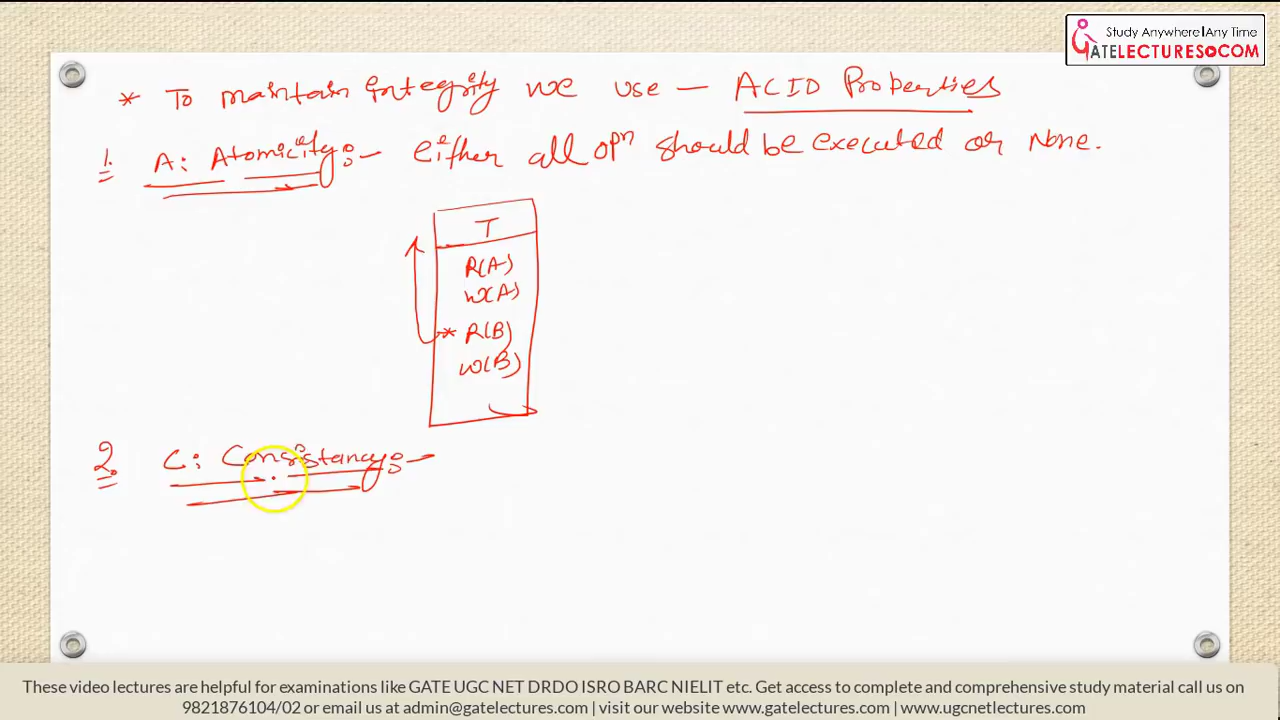 Study Anywhere Any Time
GATELECTURES.COM
* To maintain integrity we use - ACID Properties
1. A: Atomicity:- either all opn should be executed or None.
T
R(A)
W(A)
* R(B)
W(B)
2. C: Consistancy:-
These video lectures are helpful for examinations like GATE UGC NET DRDO ISRO BARC NIELIT etc. Get access to complete and comprehensive study material call us on
9821876104/02 or email us at admin@gatelectures.com | visit our website www.gatelectures.com | www.ugcnetlectures.com